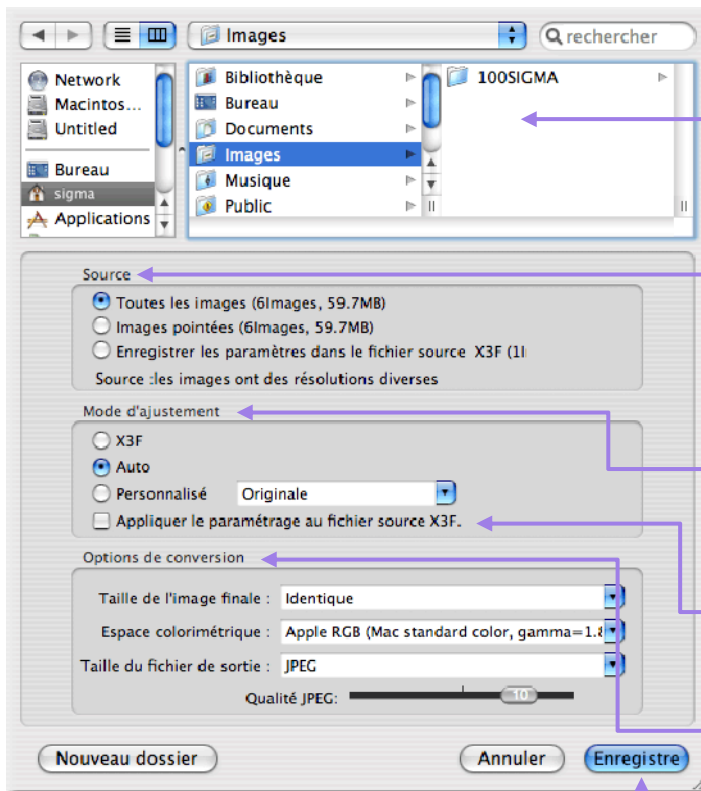 Images
rechercher
Network
Macintos...
Untitled
Bureau
sigma
Applications
Bibliothèque
Bureau
Documents
Images
Musique
Public
100SIGMA
Source
Toutes les images (6Images, 59.7MB)
Images pointées (6Images, 59.7MB)
Enregistrer les paramètres dans le fichier source X3F (1I
Source :les images ont des résolutions diverses
Mode d'ajustement
X3F
Auto
Personnalisé Originale
Appliquer le paramétrage au fichier source X3F.
Options de conversion
Taille de l'image finale : Identique
Espace colorimétrique : Apple RGB (Mac standard color, gamma=1.8
Taille du fichier de sortie : JPEG
Qualité JPEG: 10
Nouveau dossier Annuler Enregistre